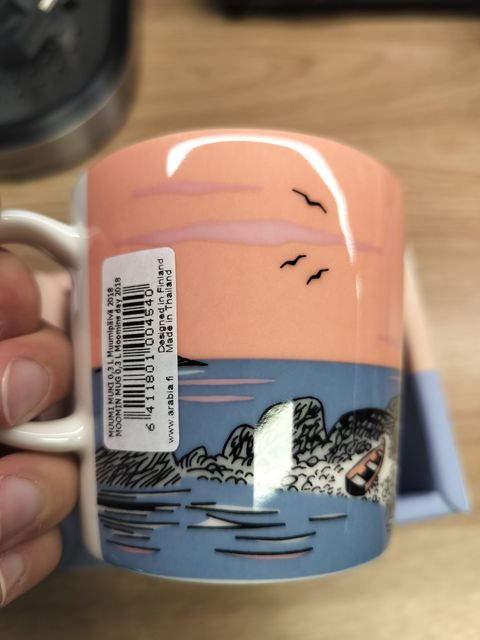 MUUMI MUKI 0,3 L Muumipäivä 2018
MOOMIN MUG 0,3 L Moomins day 2018
6 411801 004540
Designed in Finland
Made in Thailand
www.arabia.fi